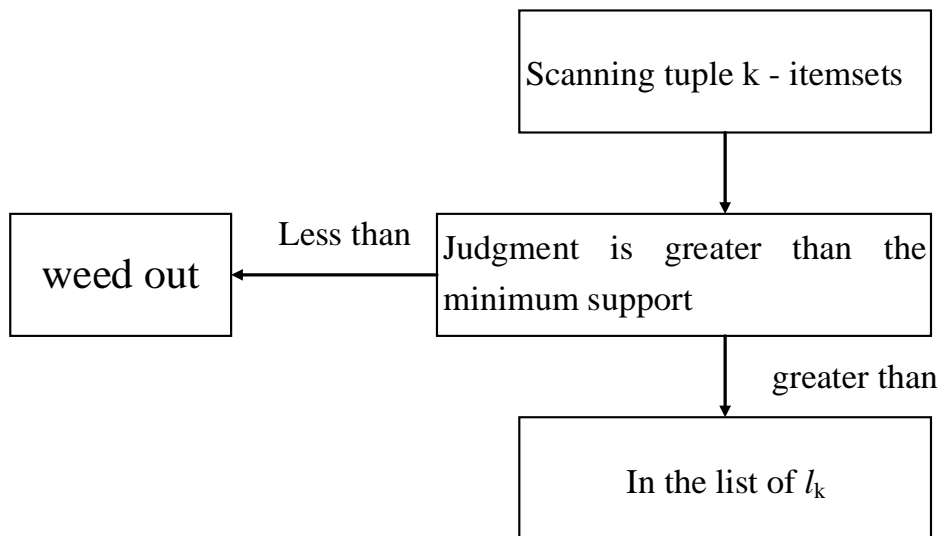 Scanning tuple k - itemsets
Less than
weed out
Judgment is greater than the
minimum support
greater than
In the list of lk